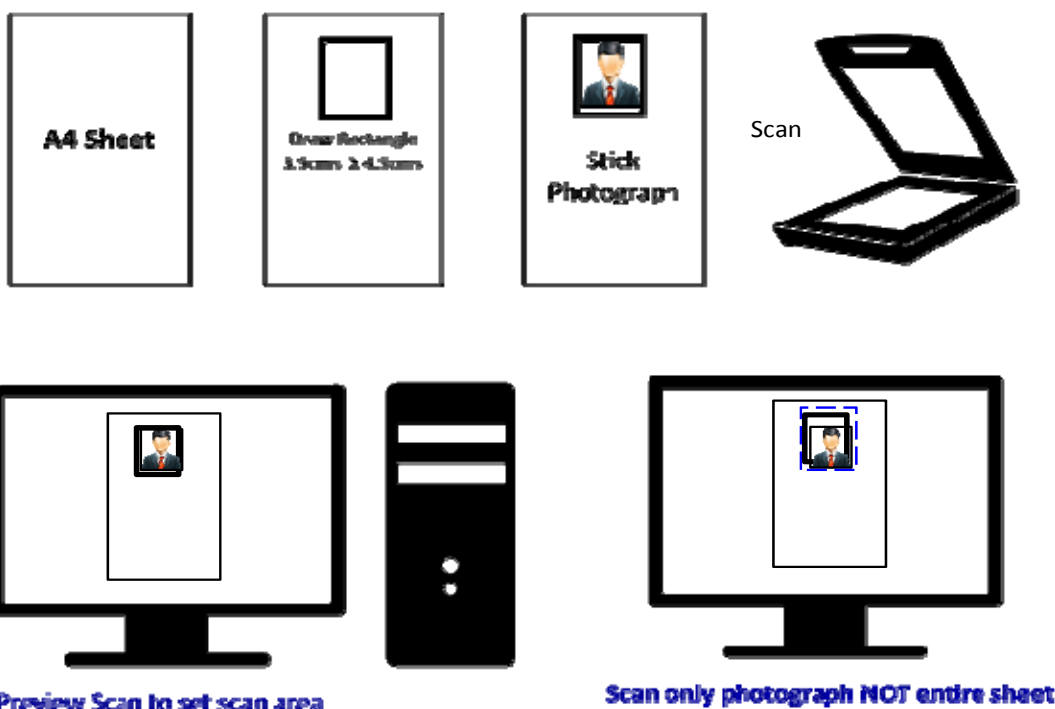 A4 Sheet
Draw Rectangle
3.5cms X 4.5cms
Stick
Photograph
Scan
Preview Scan to set scan area
Scan only photograph NOT entire sheet